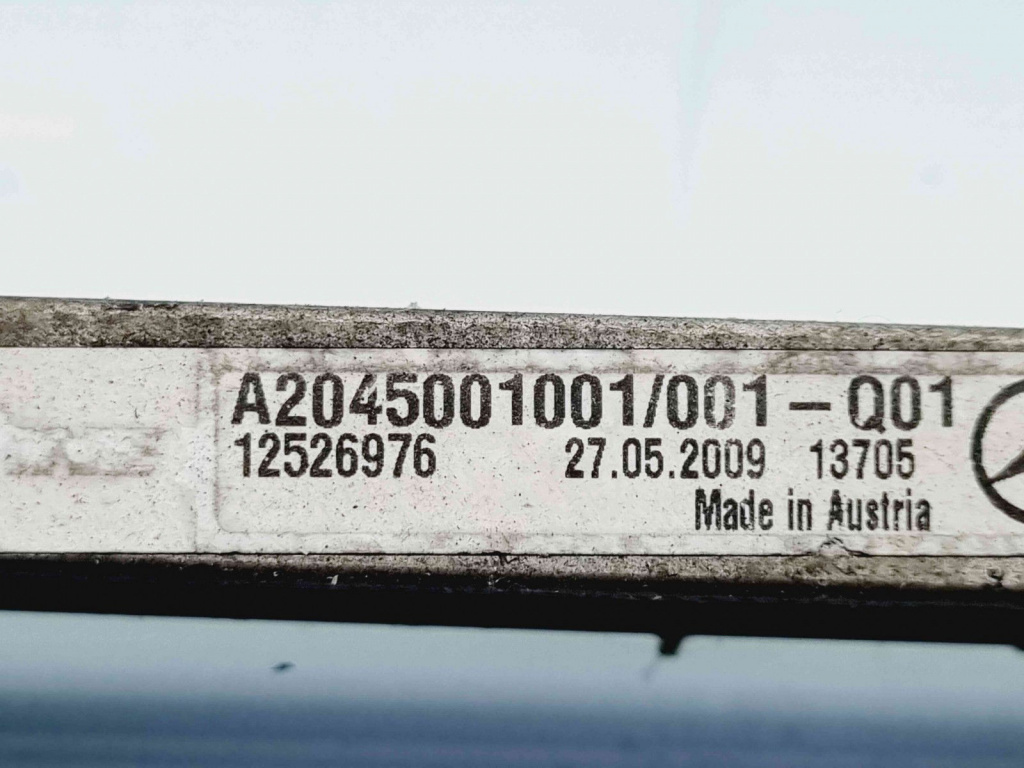 A2045001001/001 – Q01
12526976 27.05.2009 13705
Made in Austria